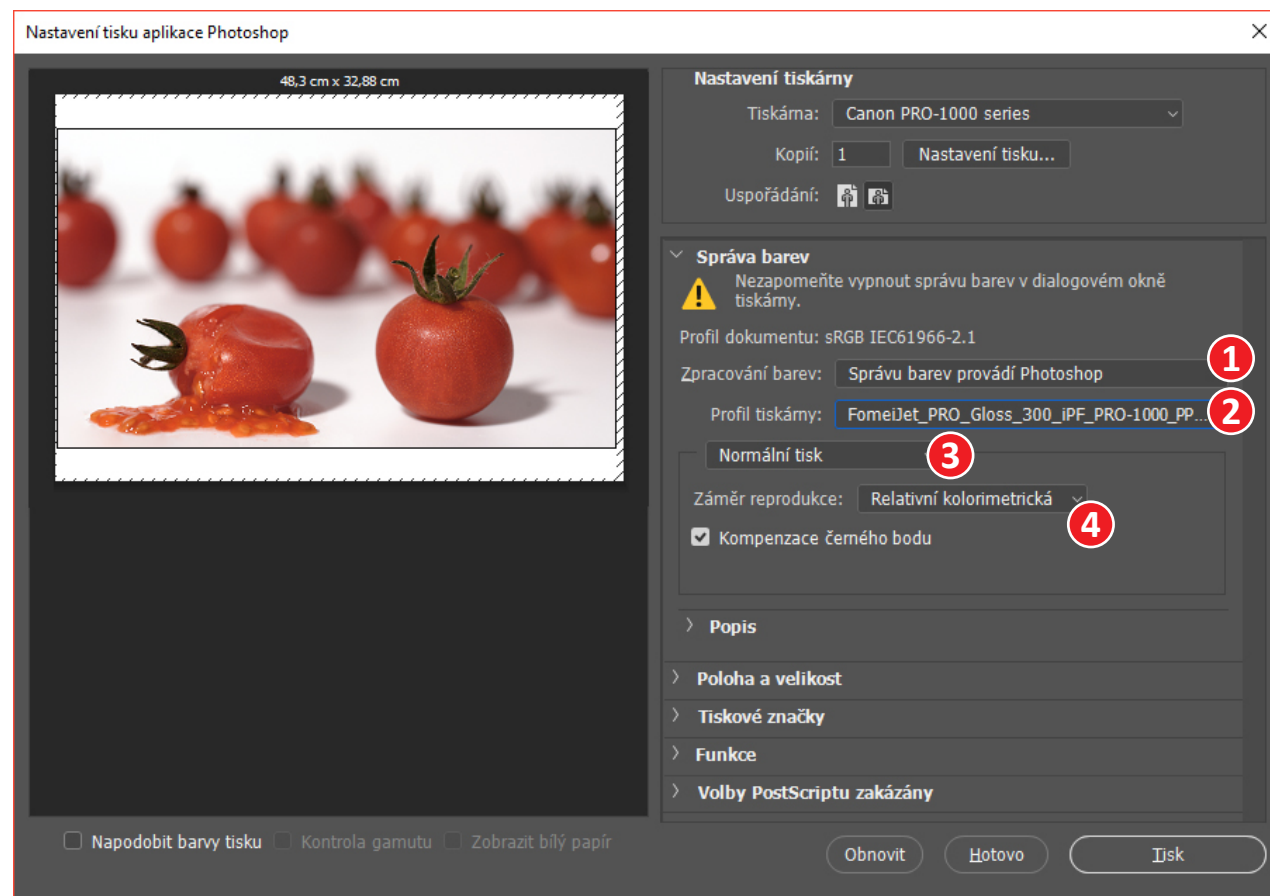 Nastavení tisku aplikace Photoshop
48,3 cm x 32,88 cm
Nastavení tiskárny
Tiskárna: Canon PRO-1000 series
Kopií: 1 Nastavení tisku...
Uspořádání:
Správa barev
Nezapomeňte vypnout správu barev v dialogovém okně
tiskárny.
Profil dokumentu: sRGB IEC61966-2.1
Zpracování barev: Správu barev provádí Photoshop 1
Profil tiskárny: FomeiJet_PRO_Gloss_300_iPF_PRO-1000_PP... 2
Normální tisk 3
Záměr reprodukce: Relativní kolorimetrická 4
Kompenzace černého bodu
Popis
Poloha a velikost
Tiskové značky
Funkce
Volby PostScriptu zakázány
Napodobit barvy tisku Kontrola gamutu Zobrazit bílý papír
Obnovit Hotovo Tisk